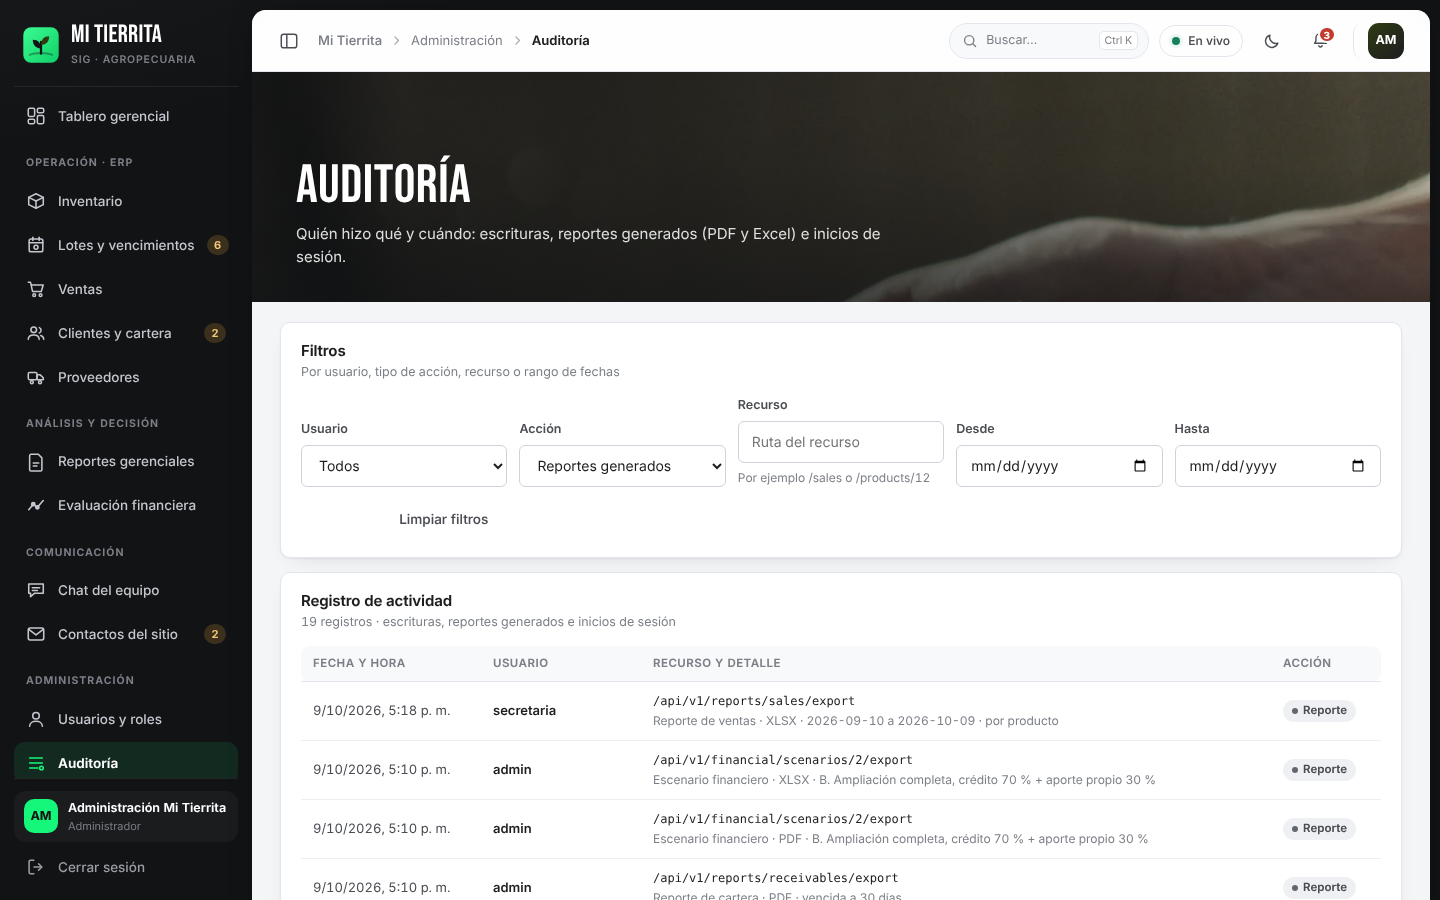 MI TIERRITA
SIG · AGROPECUARIA
Tablero gerencial
OPERACIÓN · ERP
Inventario
Lotes y vencimientos 6
Ventas
Clientes y cartera 2
Proveedores
ANÁLISIS Y DECISIÓN
Reportes gerenciales
Evaluación financiera
COMUNICACIÓN
Chat del equipo
Contactos del sitio 2
ADMINISTRACIÓN
Usuarios y roles
Auditoría
AM Administración Mi Tierrita
Administrador
Cerrar sesión
Mi Tierrita Administración Auditoría
Buscar... Ctrl K
En vivo
3
AM
AUDITORÍA
Quién hizo qué y cuándo: escrituras, reportes generados (PDF y Excel) e inicios de
sesión.
Filtros
Por usuario, tipo de acción, recurso o rango de fechas
Usuario
Todos
Acción
Reportes generados
Recurso
Ruta del recurso
Por ejemplo /sales o /products/12
Desde
mm/dd/yyyy
Hasta
mm/dd/yyyy
Limpiar filtros
Registro de actividad
19 registros · escrituras, reportes generados e inicios de sesión
FECHA Y HORA USUARIO RECURSO Y DETALLE ACCIÓN
9/10/2026, 5:18 p. m. secretaria /api/v1/reports/sales/export Reporte
Reporte de ventas · XLSX · 2026-09-10 a 2026-10-09 · por producto
9/10/2026, 5:10 p. m. admin /api/v1/financial/scenarios/2/export Reporte
Escenario financiero · XLSX · B. Ampliación completa, crédito 70 % + aporte propio 30 %
9/10/2026, 5:10 p. m. admin /api/v1/financial/scenarios/2/export Reporte
Escenario financiero · PDF · B. Ampliación completa, crédito 70 % + aporte propio 30 %
9/10/2026, 5:10 p. m. admin /api/v1/reports/receivables/export Reporte
Reporte de cartera · PDF · vencida a 30 días